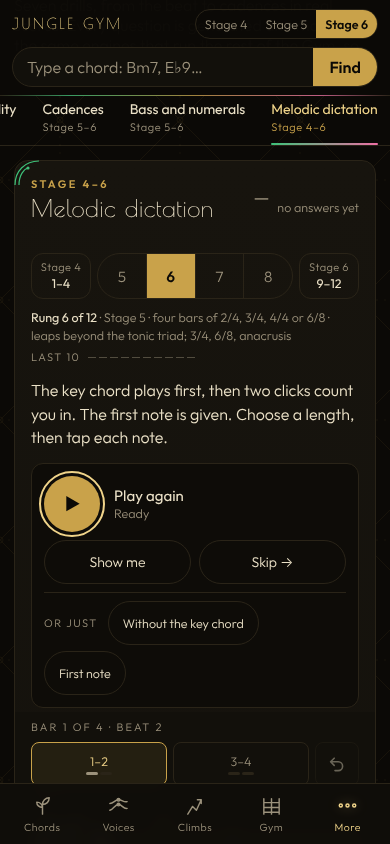 JUNGLE GYM
Stage 4 Stage 5 Stage 6
Type a chord: Bm7, E♭9… Find
lity Cadences Bass and numerals Melodic dictation
Stage 5–6 Stage 5–6 Stage 4–6
STAGE 4–6
Melodic dictation — no answers yet
Stage 4 1–4 5 6 7 8 Stage 6 9–12
Rung 6 of 12 · Stage 5 · four bars of 2/4, 3/4, 4/4 or 6/8 ·
leaps beyond the tonic triad; 3/4, 6/8, anacrusis
LAST 10 ––––––––––
The key chord plays first, then two clicks count
you in. The first note is given. Choose a length,
then tap each note.
Play again
Ready
Show me Skip →
OR JUST Without the key chord
First note
BAR 1 OF 4 · BEAT 2
1–2 3–4
Chords Voices Climbs Gym More